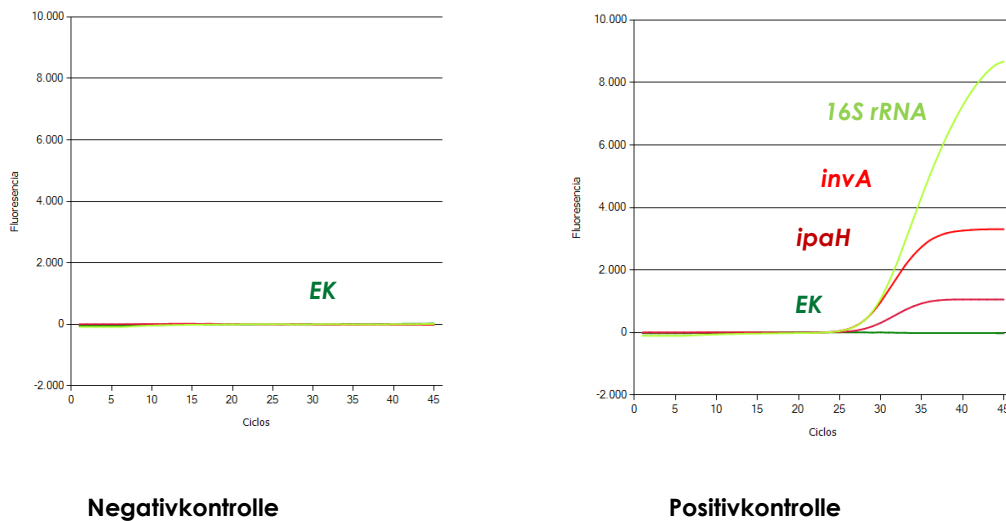 10.000
8.000
6.000
4.000
2.000
0
-2.000
Fluoresencia
EK
0 5 10 15 20 25 30 35 40 45
Ciclos
Negativkontrolle
10.000
8.000
6.000
4.000
2.000
0
-2.000
Fluoresencia
16S rRNA
invA
ipaH
EK
0 5 10 15 20 25 30 35 40 45
Ciclos
Positivkontrolle